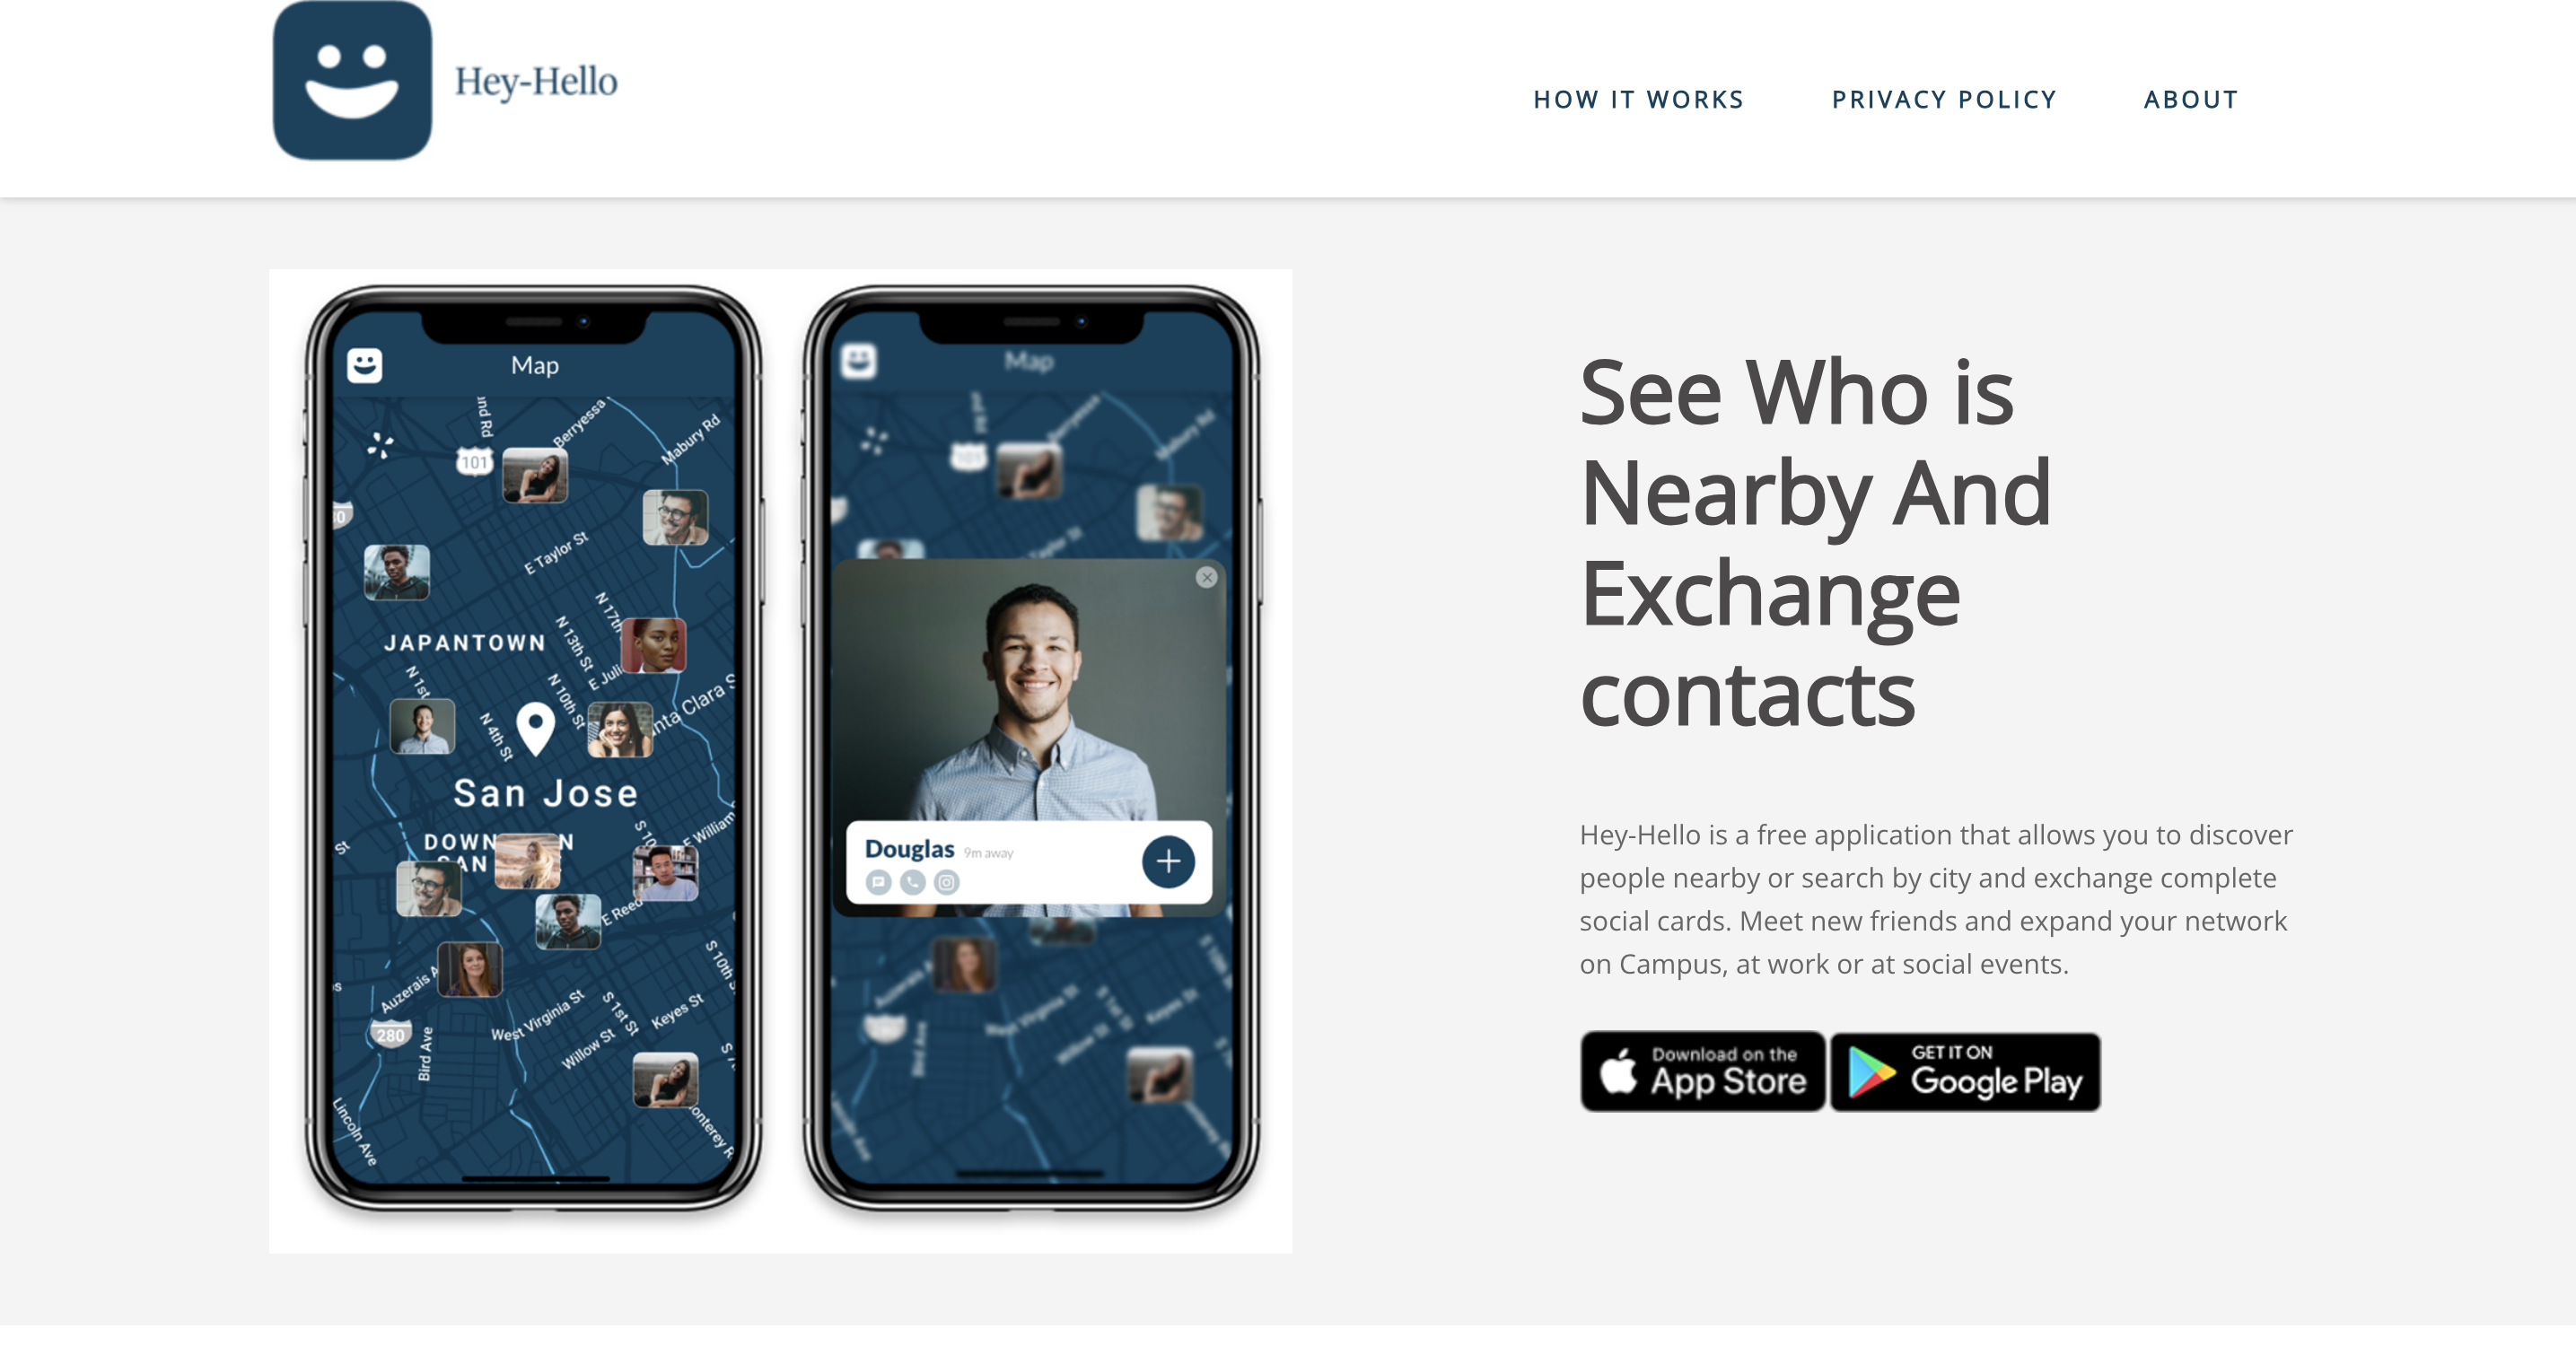 Hey-Hello
HOW IT WORKS
PRIVACY POLICY
ABOUT
Map
Berryessa
Mabury Rd
101
E Taylor St
N 17th
N 13th St
JAPANTOWN
N 1st
N 10th St
N 4th St
San Jose
E William
St
E Reed
S 10th
West Virginia St
S 1st St
Keyes St
280
Bird Ave
Willow St
Lincoln Ave
Map
Douglas 9m away
See Who is
Nearby And
Exchange
contacts
Hey-Hello is a free application that allows you to discover
people nearby or search by city and exchange complete
social cards. Meet new friends and expand your network
on Campus, at work or at social events.
Download on the
App Store
GET IT ON
Google Play